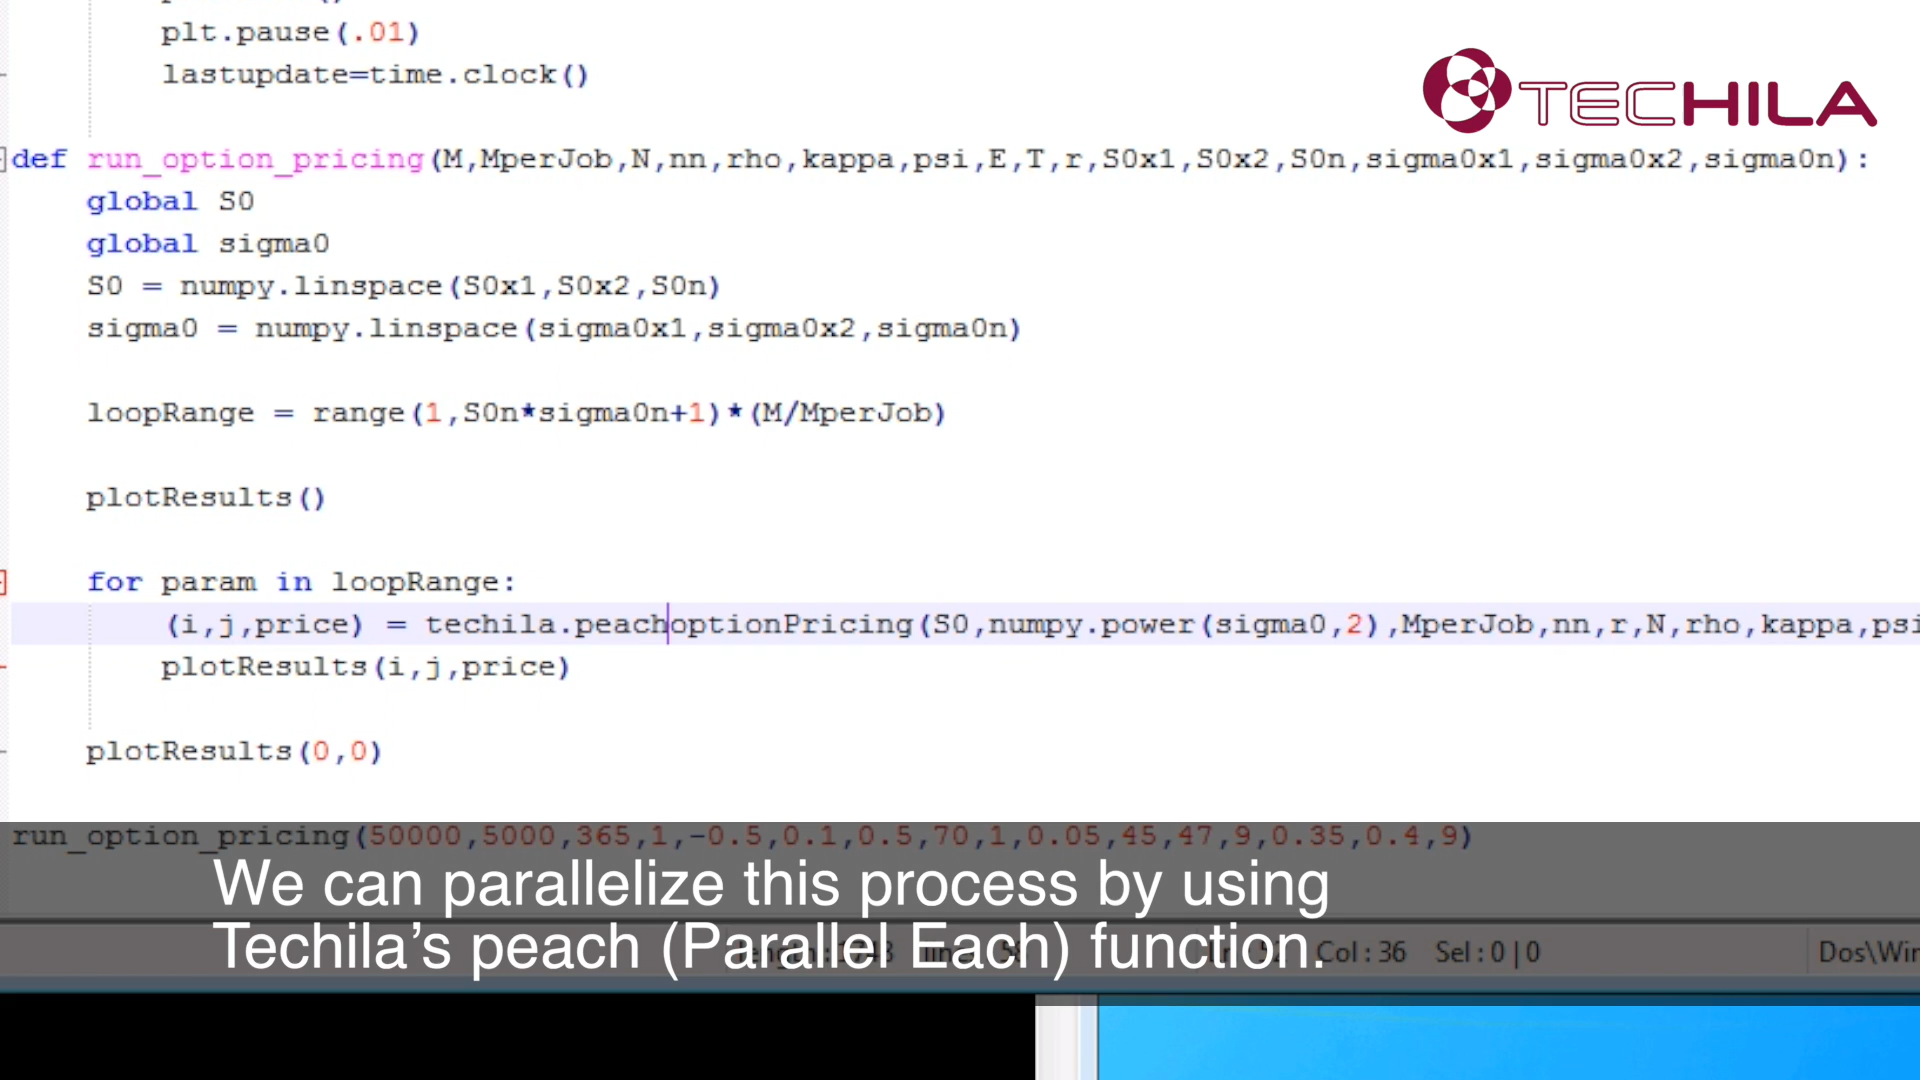 plt.pause(.01)
lastupdate=time.clock()
TECHILA
def run_option_pricing(M,MperJob,N,nn,rho,kappa,psi,E,T,r,S0x1,S0x2,S0n,sigma0x1,sigma0x2,sigma0n):
global S0
global sigma0
S0 = numpy.linspace(S0x1,S0x2,S0n)
sigma0 = numpy.linspace(sigma0x1,sigma0x2,sigma0n)
loopRange = range(1,S0n*sigma0n+1)*(M/MperJob)
plotResults()
for param in loopRange:
(i,j,price) = techila.peachoptionPricing(S0,numpy.power(sigma0,2),MperJob,nn,r,N,rho,kappa,psi
plotResults(i,j,price)
plotResults(0,0)
run_option_pricing(50000,5000,365,1,-0.5,0.1,0.5,70,1,0.05,45,47,9,0.35,0.4,9)
We can parallelize this process by using
Techila’s peach (Parallel Each) function.
Col:36 Sel:0|0
Dos\Win